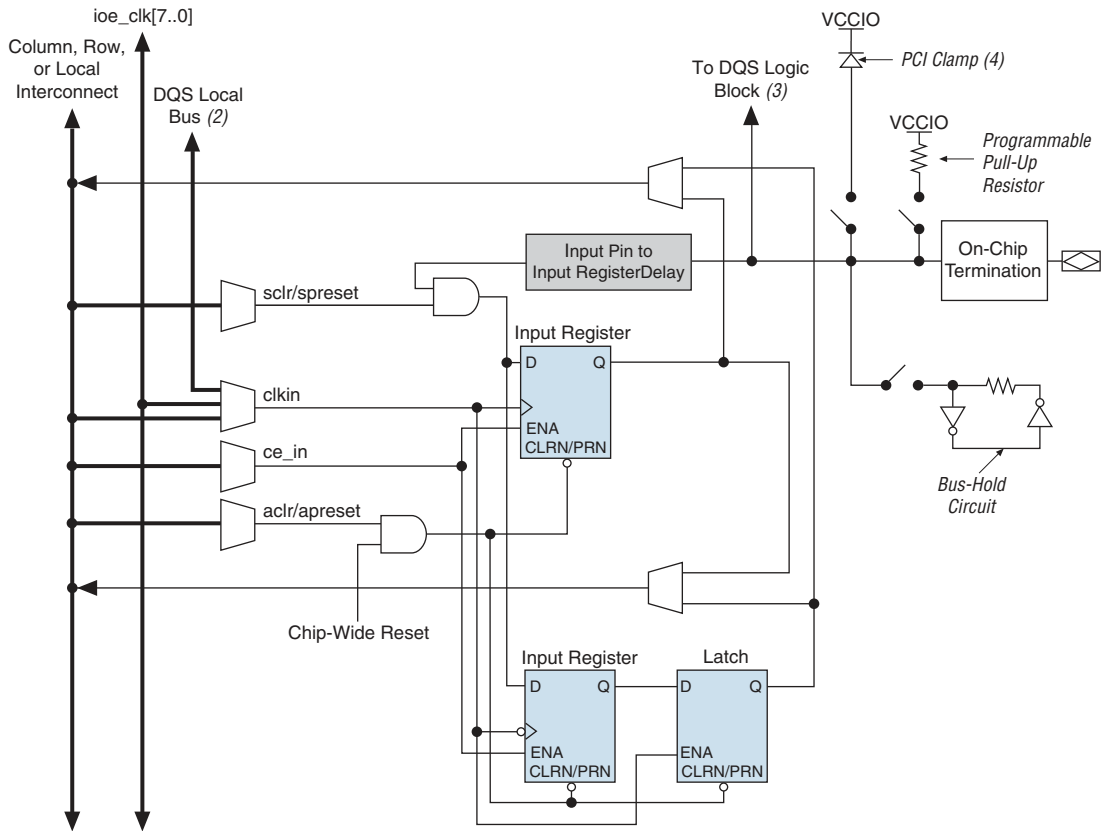 ioe_clk[7..0]
Column, Row,
or Local
Interconnect
DQS Local
Bus (2)
To DQS Logic
Block (3)
VCCIO
PCI Clamp (4)
VCCIO
Programmable
Pull-Up
Resistor
Input Pin to
Input RegisterDelay
On-Chip
Termination
sclr/spreset
Input Register
D Q
clkin
ENA
CLRN/PRN
ce_in
aclr/apreset
Bus-Hold
Circuit
Chip-Wide Reset
Input Register
D Q
ENA
CLRN/PRN
Latch
D Q
ENA
CLRN/PRN